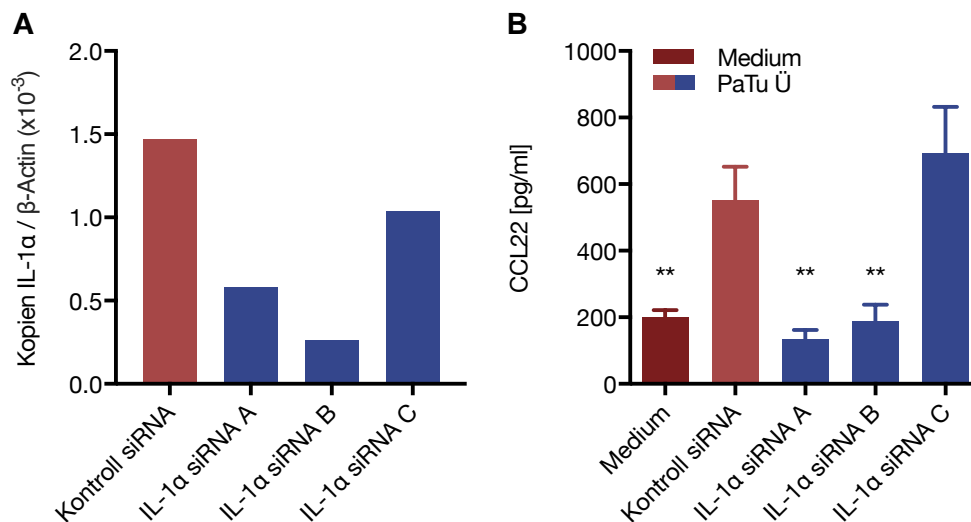 A
Kopien IL-1α / β-Actin (x10⁻³)
2.0
1.5
1.0
0.5
0.0
Kontroll siRNA
IL-1α siRNA A
IL-1α siRNA B
IL-1α siRNA C
B
CCL22 [pg/ml]
1000
800
600
400
200
0
Medium
PaTu Ü
**
**
**
Medium
Kontroll siRNA
IL-1α siRNA A
IL-1α siRNA B
IL-1α siRNA C